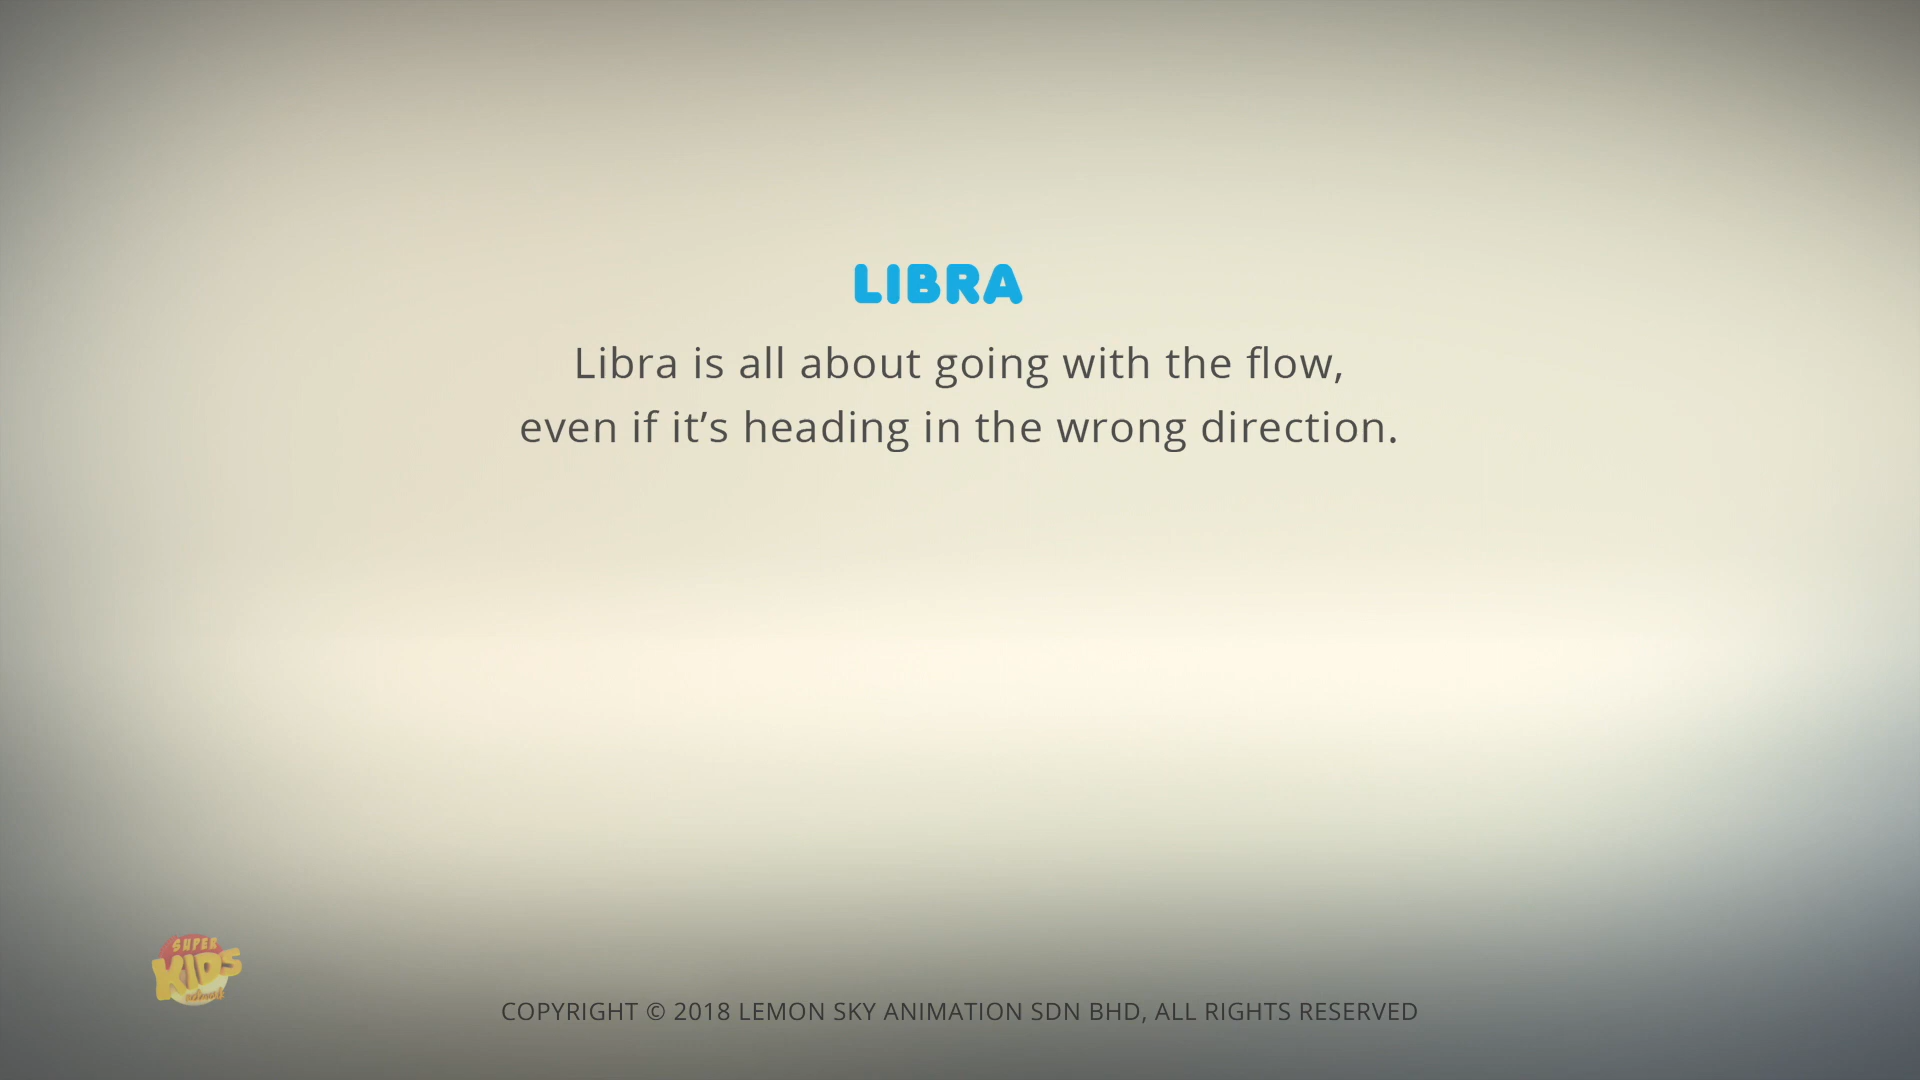 LIBRA
Libra is all about going with the flow,
even if it’s heading in the wrong direction.
SUPER
KIDS
network
COPYRIGHT © 2018 LEMON SKY ANIMATION SDN BHD, ALL RIGHTS RESERVED